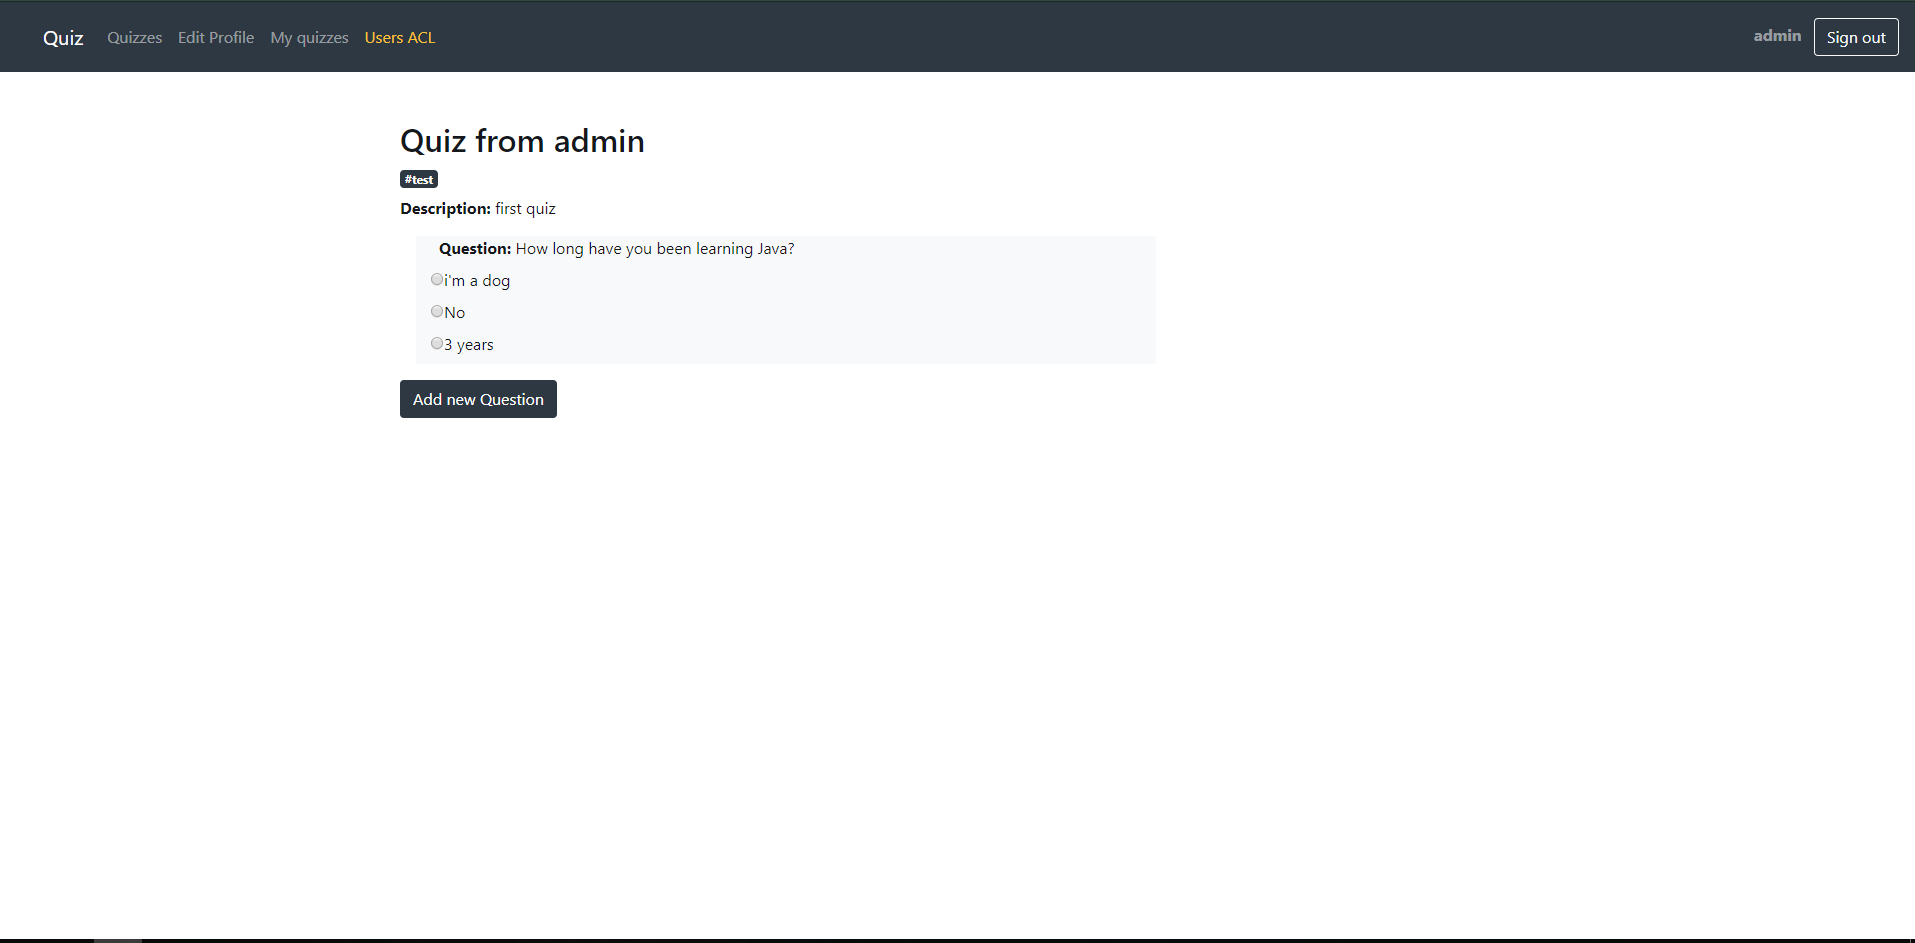 Quiz Quizzes Edit Profile My quizzes Users ACL admin Sign out
Quiz from admin
#test
Description: first quiz
Question: How long have you been learning Java?
i'm a dog
No
3 years
Add new Question